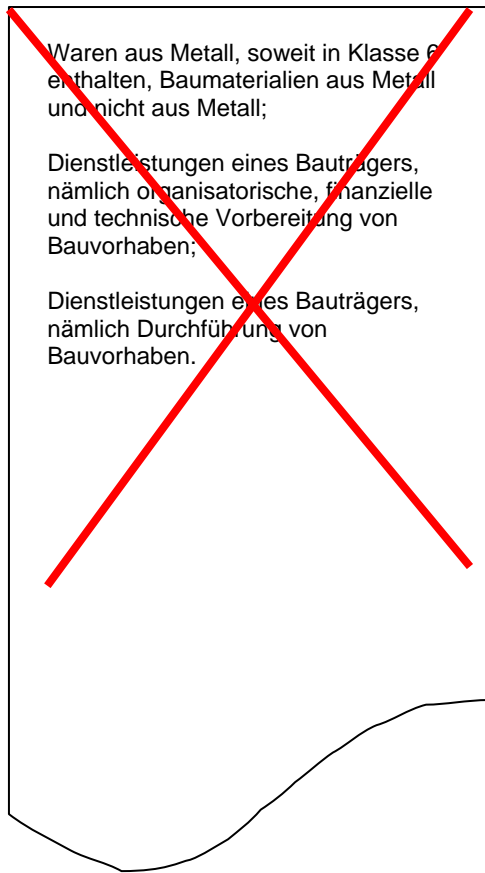 Waren aus Metall, soweit in Klasse 6
enthalten, Baumaterialien aus Metall
und nicht aus Metall;
Dienstleistungen eines Bauträgers,
nämlich organisatorische, finanzielle
und technische Vorbereitung von
Bauvorhaben;
Dienstleistungen eines Bauträgers,
nämlich Durchführung von
Bauvorhaben.